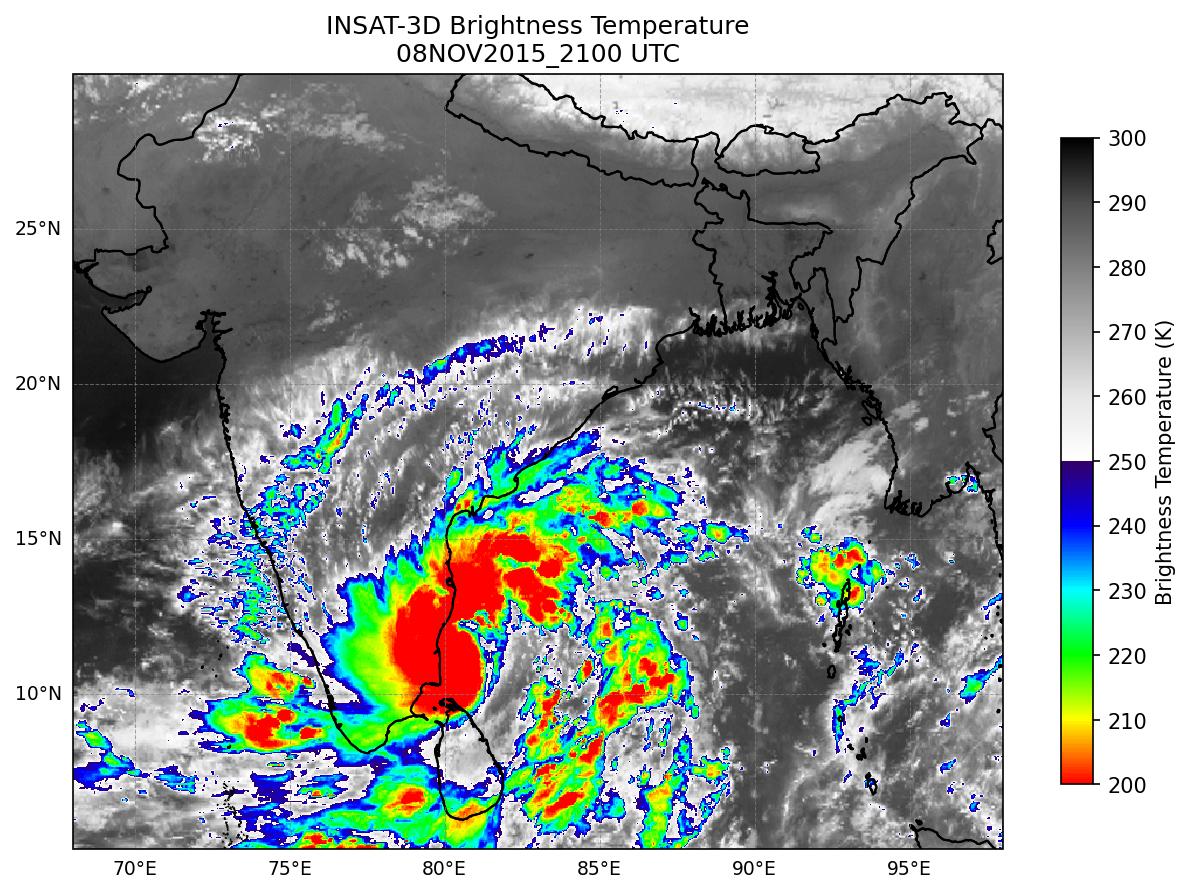 INSAT-3D Brightness Temperature
08NOV2015_2100 UTC
25°N
20°N
15°N
10°N
70°E
75°E
80°E
85°E
90°E
95°E
300
290
280
270
260
250
240
230
220
210
200
Brightness Temperature (K)